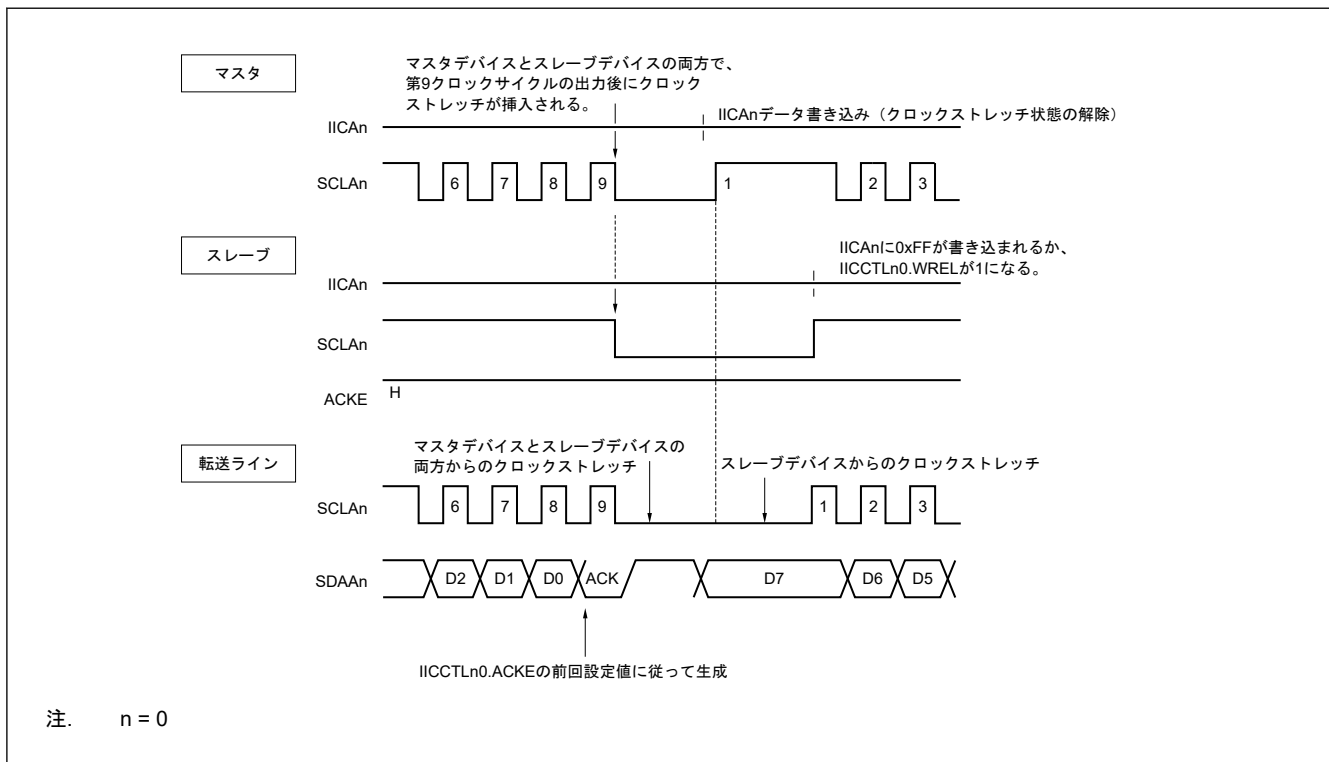 マスタ
マスタデバイスとスレーブデバイスの両方で、
第9クロックサイクルの出力後にクロック
ストレッチが挿入される。
IICAnデータ書き込み（クロックストレッチ状態の解除）
IICAn
SCLAn
6 7 8 9 1 2 3
スレーブ
IICAnに0xFFが書き込まれるか、
IICCTLn0.WRELが1になる。
IICAn
SCLAn
ACKE
H
転送ライン
マスタデバイスとスレーブデバイスの
両方からのクロックストレッチ
スレーブデバイスからのクロックストレッチ
SCLAn
6 7 8 9 1 2 3
SDAAn
D2 D1 D0 ACK D7 D6 D5
IICCTLn0.ACKEの前回設定値に従って生成
注. n = 0